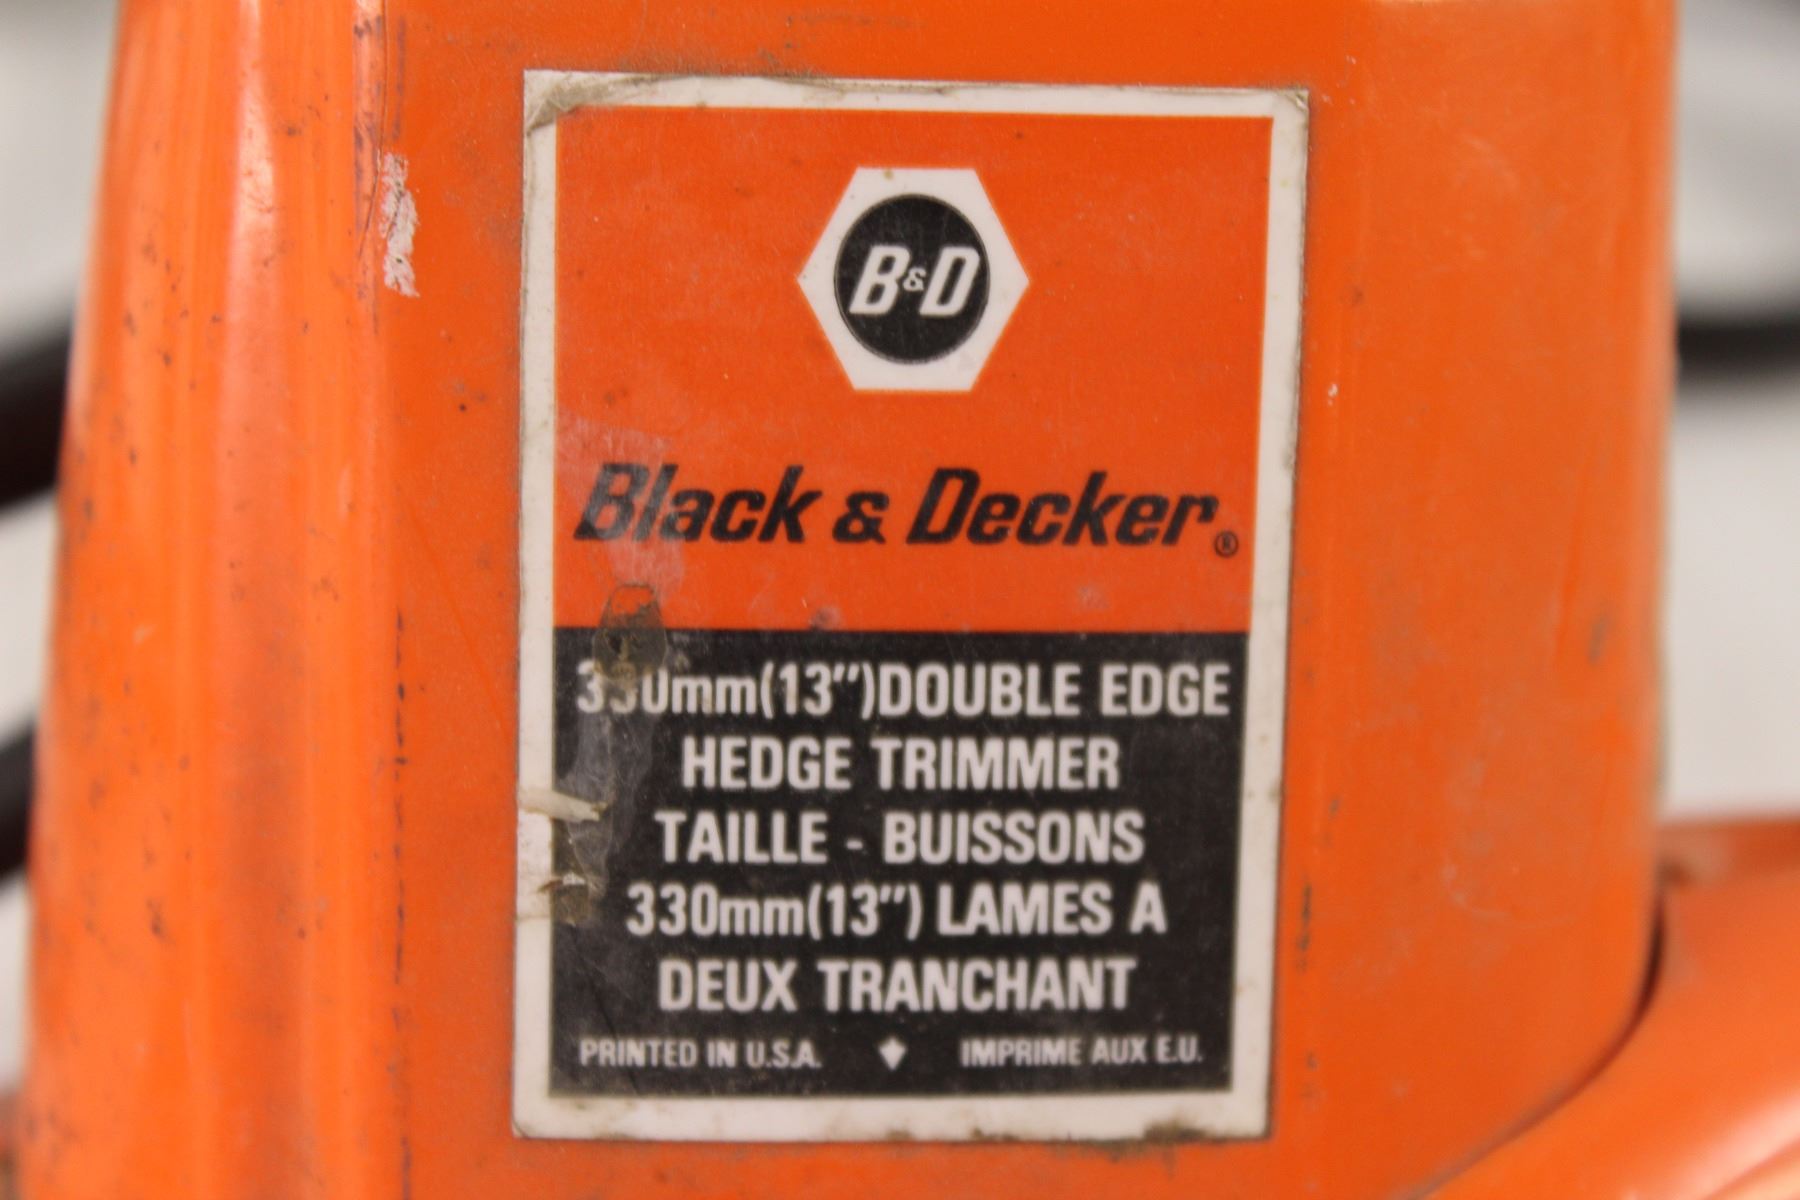 B&D
Black & Decker®
330mm(13")DOUBLE EDGE
HEDGE TRIMMER
TAILLE - BUISSONS
330mm(13") LAMES A
DEUX TRANCHANT
PRINTED IN U.S.A. IMPRIME AUX E.U.